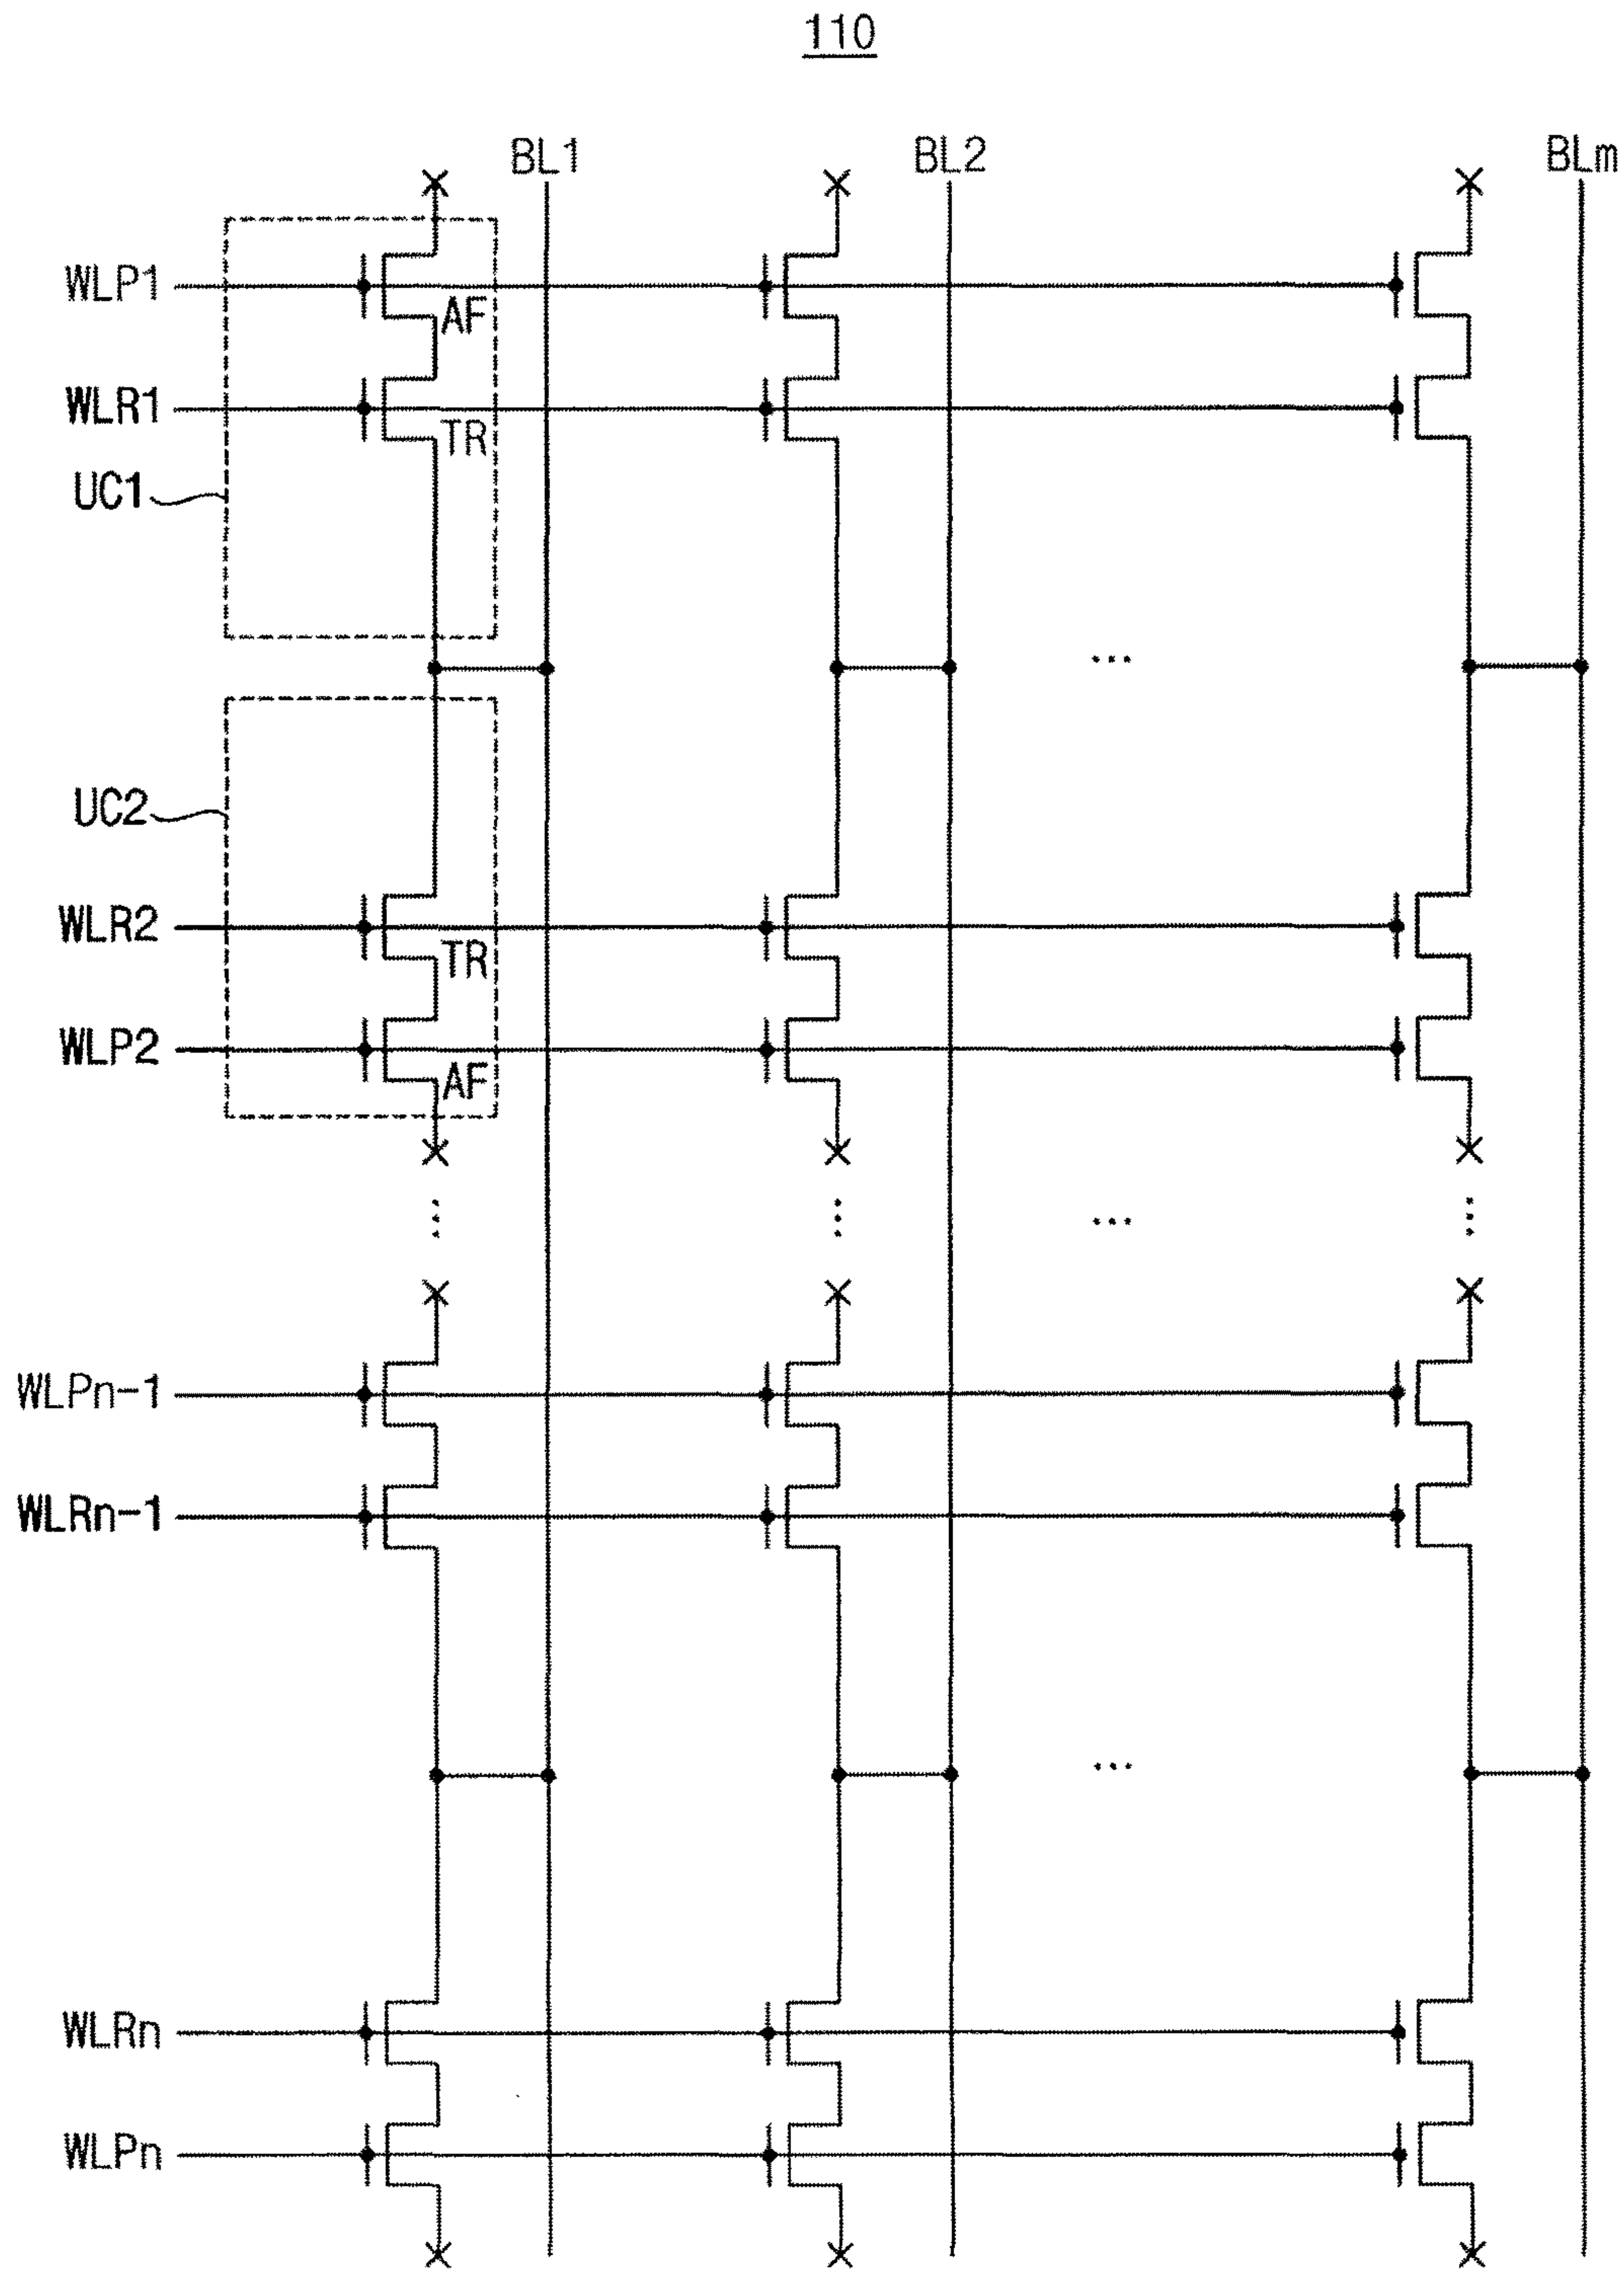 110
BL1 BL2 BLm
WLP1
AF
WLR1
TR
UC1
...
UC2
WLR2
TR
WLP2
AF
...
WLPn-1
WLRn-1
...
WLRn
WLPn